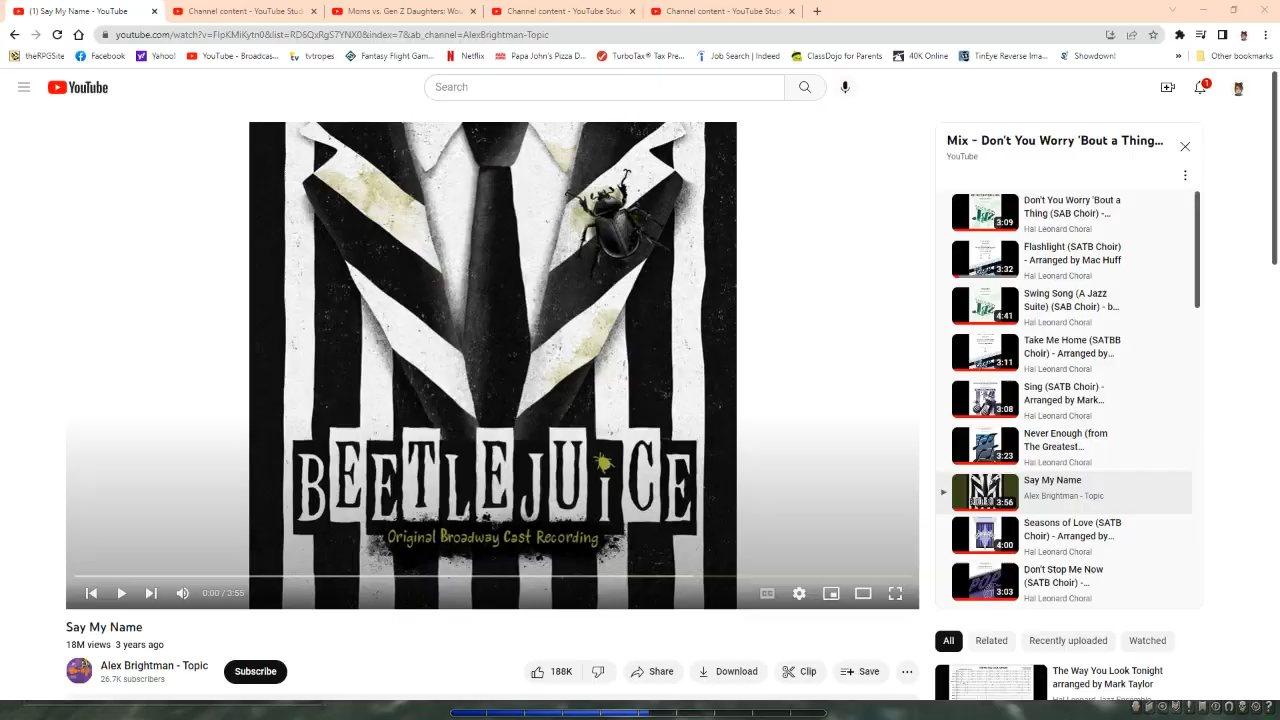 (1) Say My Name - YouTube
Channel content - YouTube Studi
Moms vs. Gen Z Daughters: Wo
Channel content - YouTube Studi
Channel content - YouTube Studi
youtube.com/watch?v=FlpKMiKytn0&list=RD6QxRgS7YNX0&index=7&ab_channel=AlexBrightman-Topic
theRPGSite
Facebook
Yahoo!
YouTube - Broadca...
tvtropes
Fantasy Flight Gam...
Netflix
Papa John's Pizza D...
TurboTax® Tax Pre...
Job Search | Indeed
ClassDojo for Parents
40K Online
TinEye Reverse Ima...
Showdown!
YouTube
Search
1
BEETLEJUICE
Original Broadway Cast Recording
0:00 / 3:55
Say My Name
18M views 3 years ago
Alex Brightman - Topic
Subscribe
Share
Download
Clip
Save
Mix - Don't You Worry 'Bout a Thing...
YouTube
Don't You Worry 'Bout a
Thing (SAB Choir) -...
Hal Leonard Choral
3:09
Flashlight (SATB Choir)
- Arranged by Mac Huff
Hal Leonard Choral
3:32
Swing Song (A Jazz
Suite) (SAB Choir) - b...
Hal Leonard Choral
4:41
Take Me Home (SATBB
Choir) - Arranged by...
Hal Leonard Choral
3:11
Sing (SATB Choir) -
Arranged by Mark...
Hal Leonard Choral
3:08
Never Enough (from
The Greatest...
Hal Leonard Choral
3:23
Say My Name
Alex Brightman - Topic
3:56
Seasons of Love (SATB
Choir) - Arranged by...
Hal Leonard Choral
4:00
Don't Stop Me Now
(SATB Choir) -...
Hal Leonard Choral
3:03
All
Related
Recently uploaded
Watched
The Way You Look Tonight
arranged by Mark Taylor